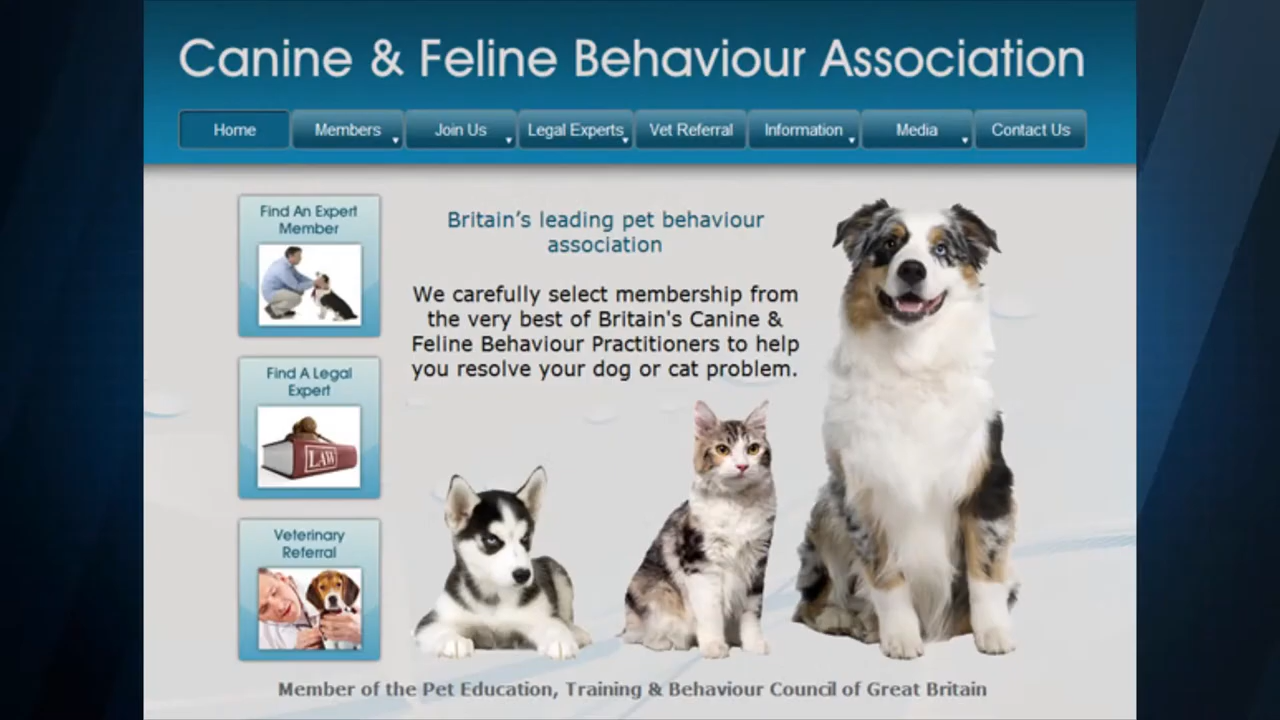 Canine & Feline Behaviour Association
Home
Members
Join Us
Legal Experts
Vet Referral
Information
Media
Contact Us
Find An Expert
Member
Find A Legal
Expert
LAW
Veterinary
Referral
Britain’s leading pet behaviour
association
We carefully select membership from
the very best of Britain's Canine &
Feline Behaviour Practitioners to help
you resolve your dog or cat problem.
Member of the Pet Education, Training & Behaviour Council of Great Britain